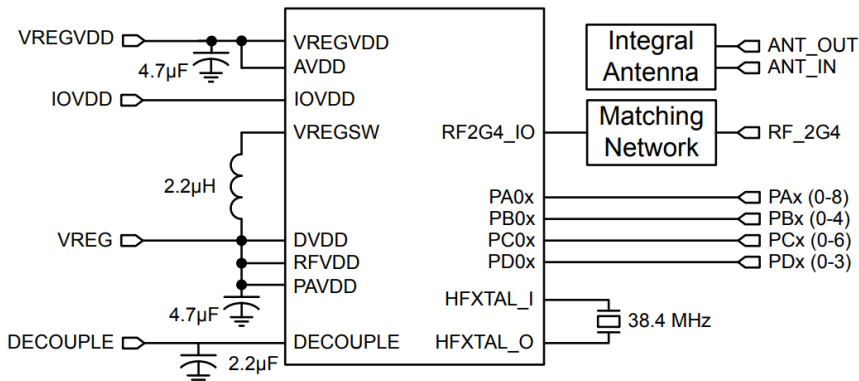 VREGVDD
4.7µF
VREGVDD
AVDD
IOVDD
IOVDD
VREGSW
2.2µH
VREG
DVDD
RFVDD
PAVDD
4.7µF
DECOUPLE
DECOUPLE
2.2µF
RF2G4_IO
PA0x
PB0x
PC0x
PD0x
HFXTAL_I
HFXTAL_O
38.4 MHz
Integral
Antenna
ANT_OUT
ANT_IN
Matching
Network
RF_2G4
PAx (0-8)
PBx (0-4)
PCx (0-6)
PDx (0-3)